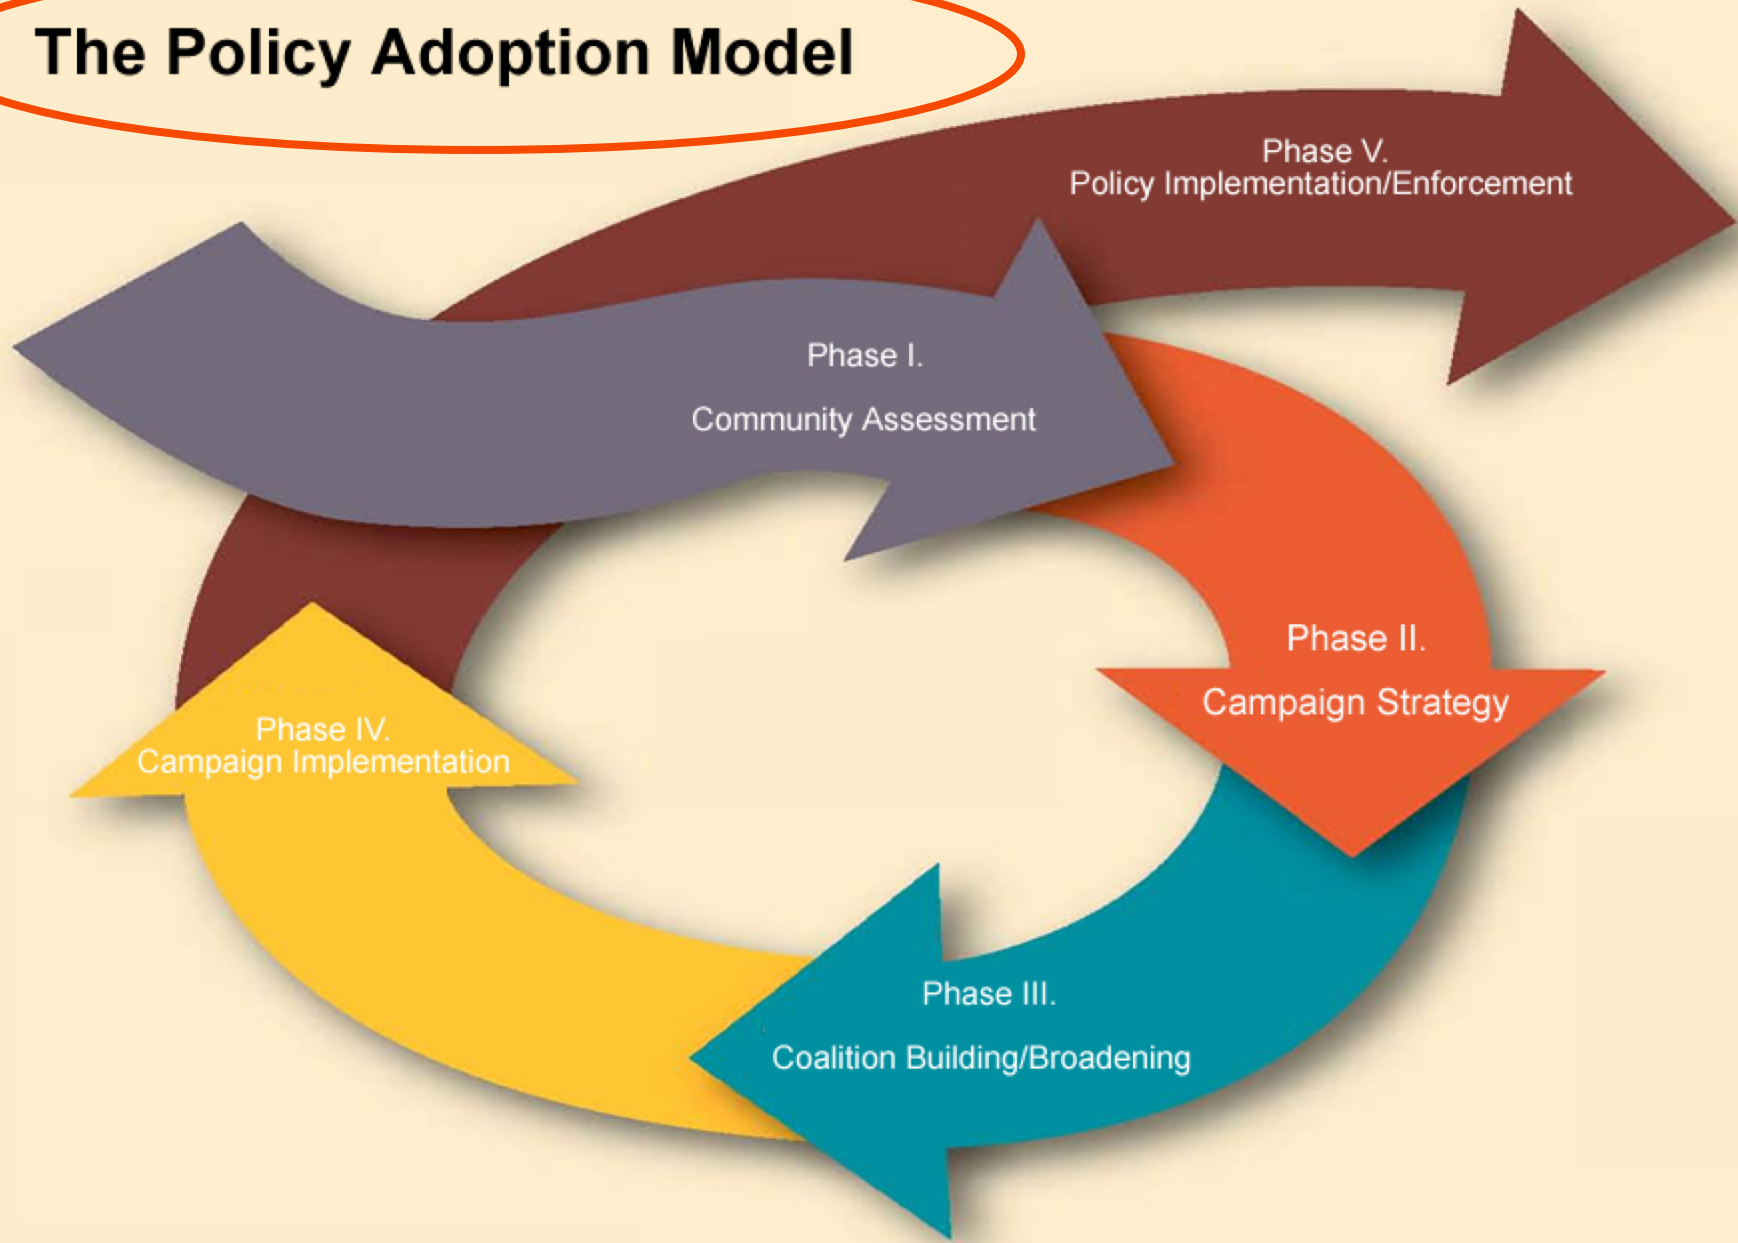 The Policy Adoption Model
Phase V.
Policy Implementation/Enforcement
Phase I.
Community Assessment
Phase II.
Campaign Strategy
Phase III.
Coalition Building/Broadening
Phase IV.
Campaign Implementation